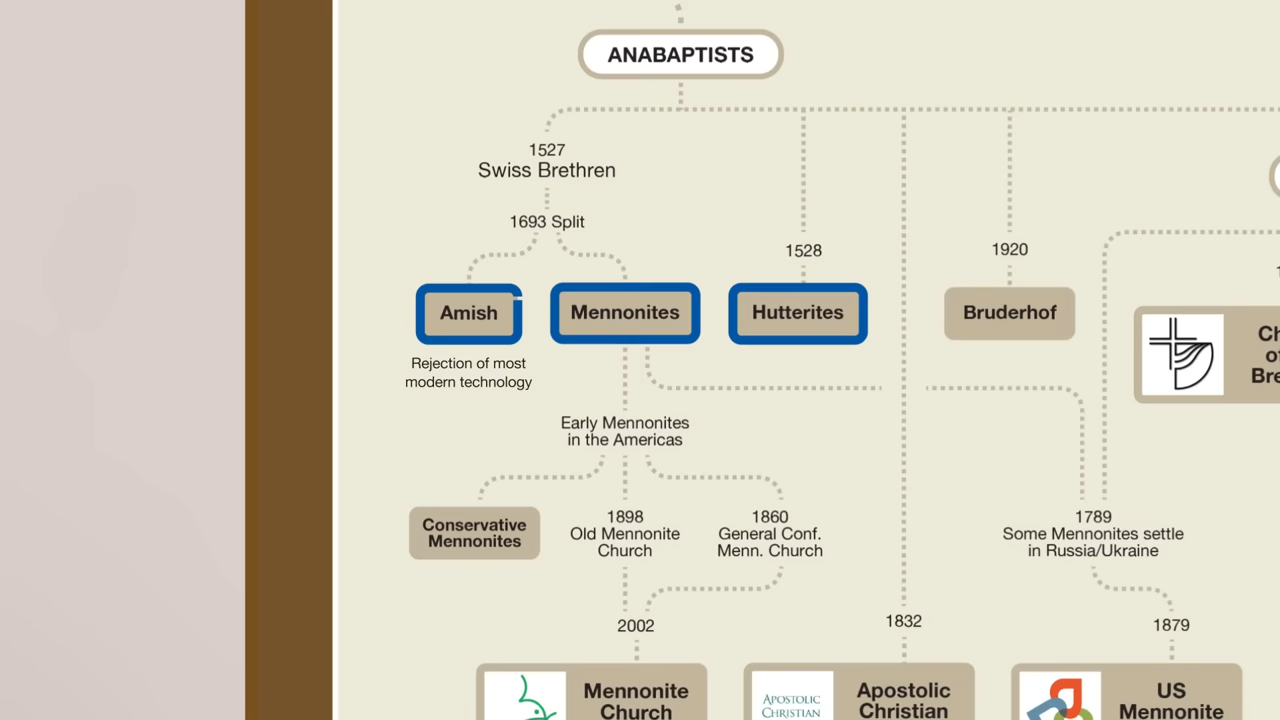 ANABAPTISTS
1527
Swiss Brethren
1693 Split
1528
1920
Amish
Mennonites
Hutterites
Bruderhof
Rejection of most
modern technology
Early Mennonites
in the Americas
Conservative
Mennonites
1898
Old Mennonite
Church
1860
General Conf.
Menn. Church
1789
Some Mennonites settle
in Russia/Ukraine
2002
1832
1879
Mennonite
Church
APOSTOLIC
CHRISTIAN
Apostolic
Christian
US
Mennonite